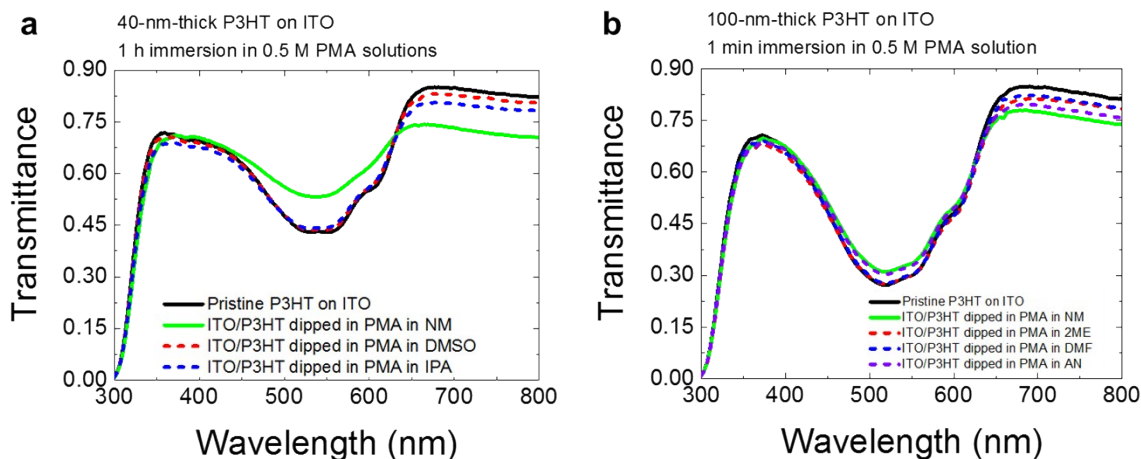 a
40-nm-thick P3HT on ITO
1 h immersion in 0.5 M PMA solutions
0.90
0.75
0.60
0.45
0.30
0.15
0.00
Transmittance
Pristine P3HT on ITO
ITO/P3HT dipped in PMA in NM
ITO/P3HT dipped in PMA in DMSO
ITO/P3HT dipped in PMA in IPA
300 400 500 600 700 800
Wavelength (nm)
b
100-nm-thick P3HT on ITO
1 min immersion in 0.5 M PMA solution
0.90
0.75
0.60
0.45
0.30
0.15
0.00
Transmittance
Pristine P3HT on ITO
ITO/P3HT dipped in PMA in NM
ITO/P3HT dipped in PMA in 2ME
ITO/P3HT dipped in PMA in DMF
ITO/P3HT dipped in PMA in AN
300 400 500 600 700 800
Wavelength (nm)